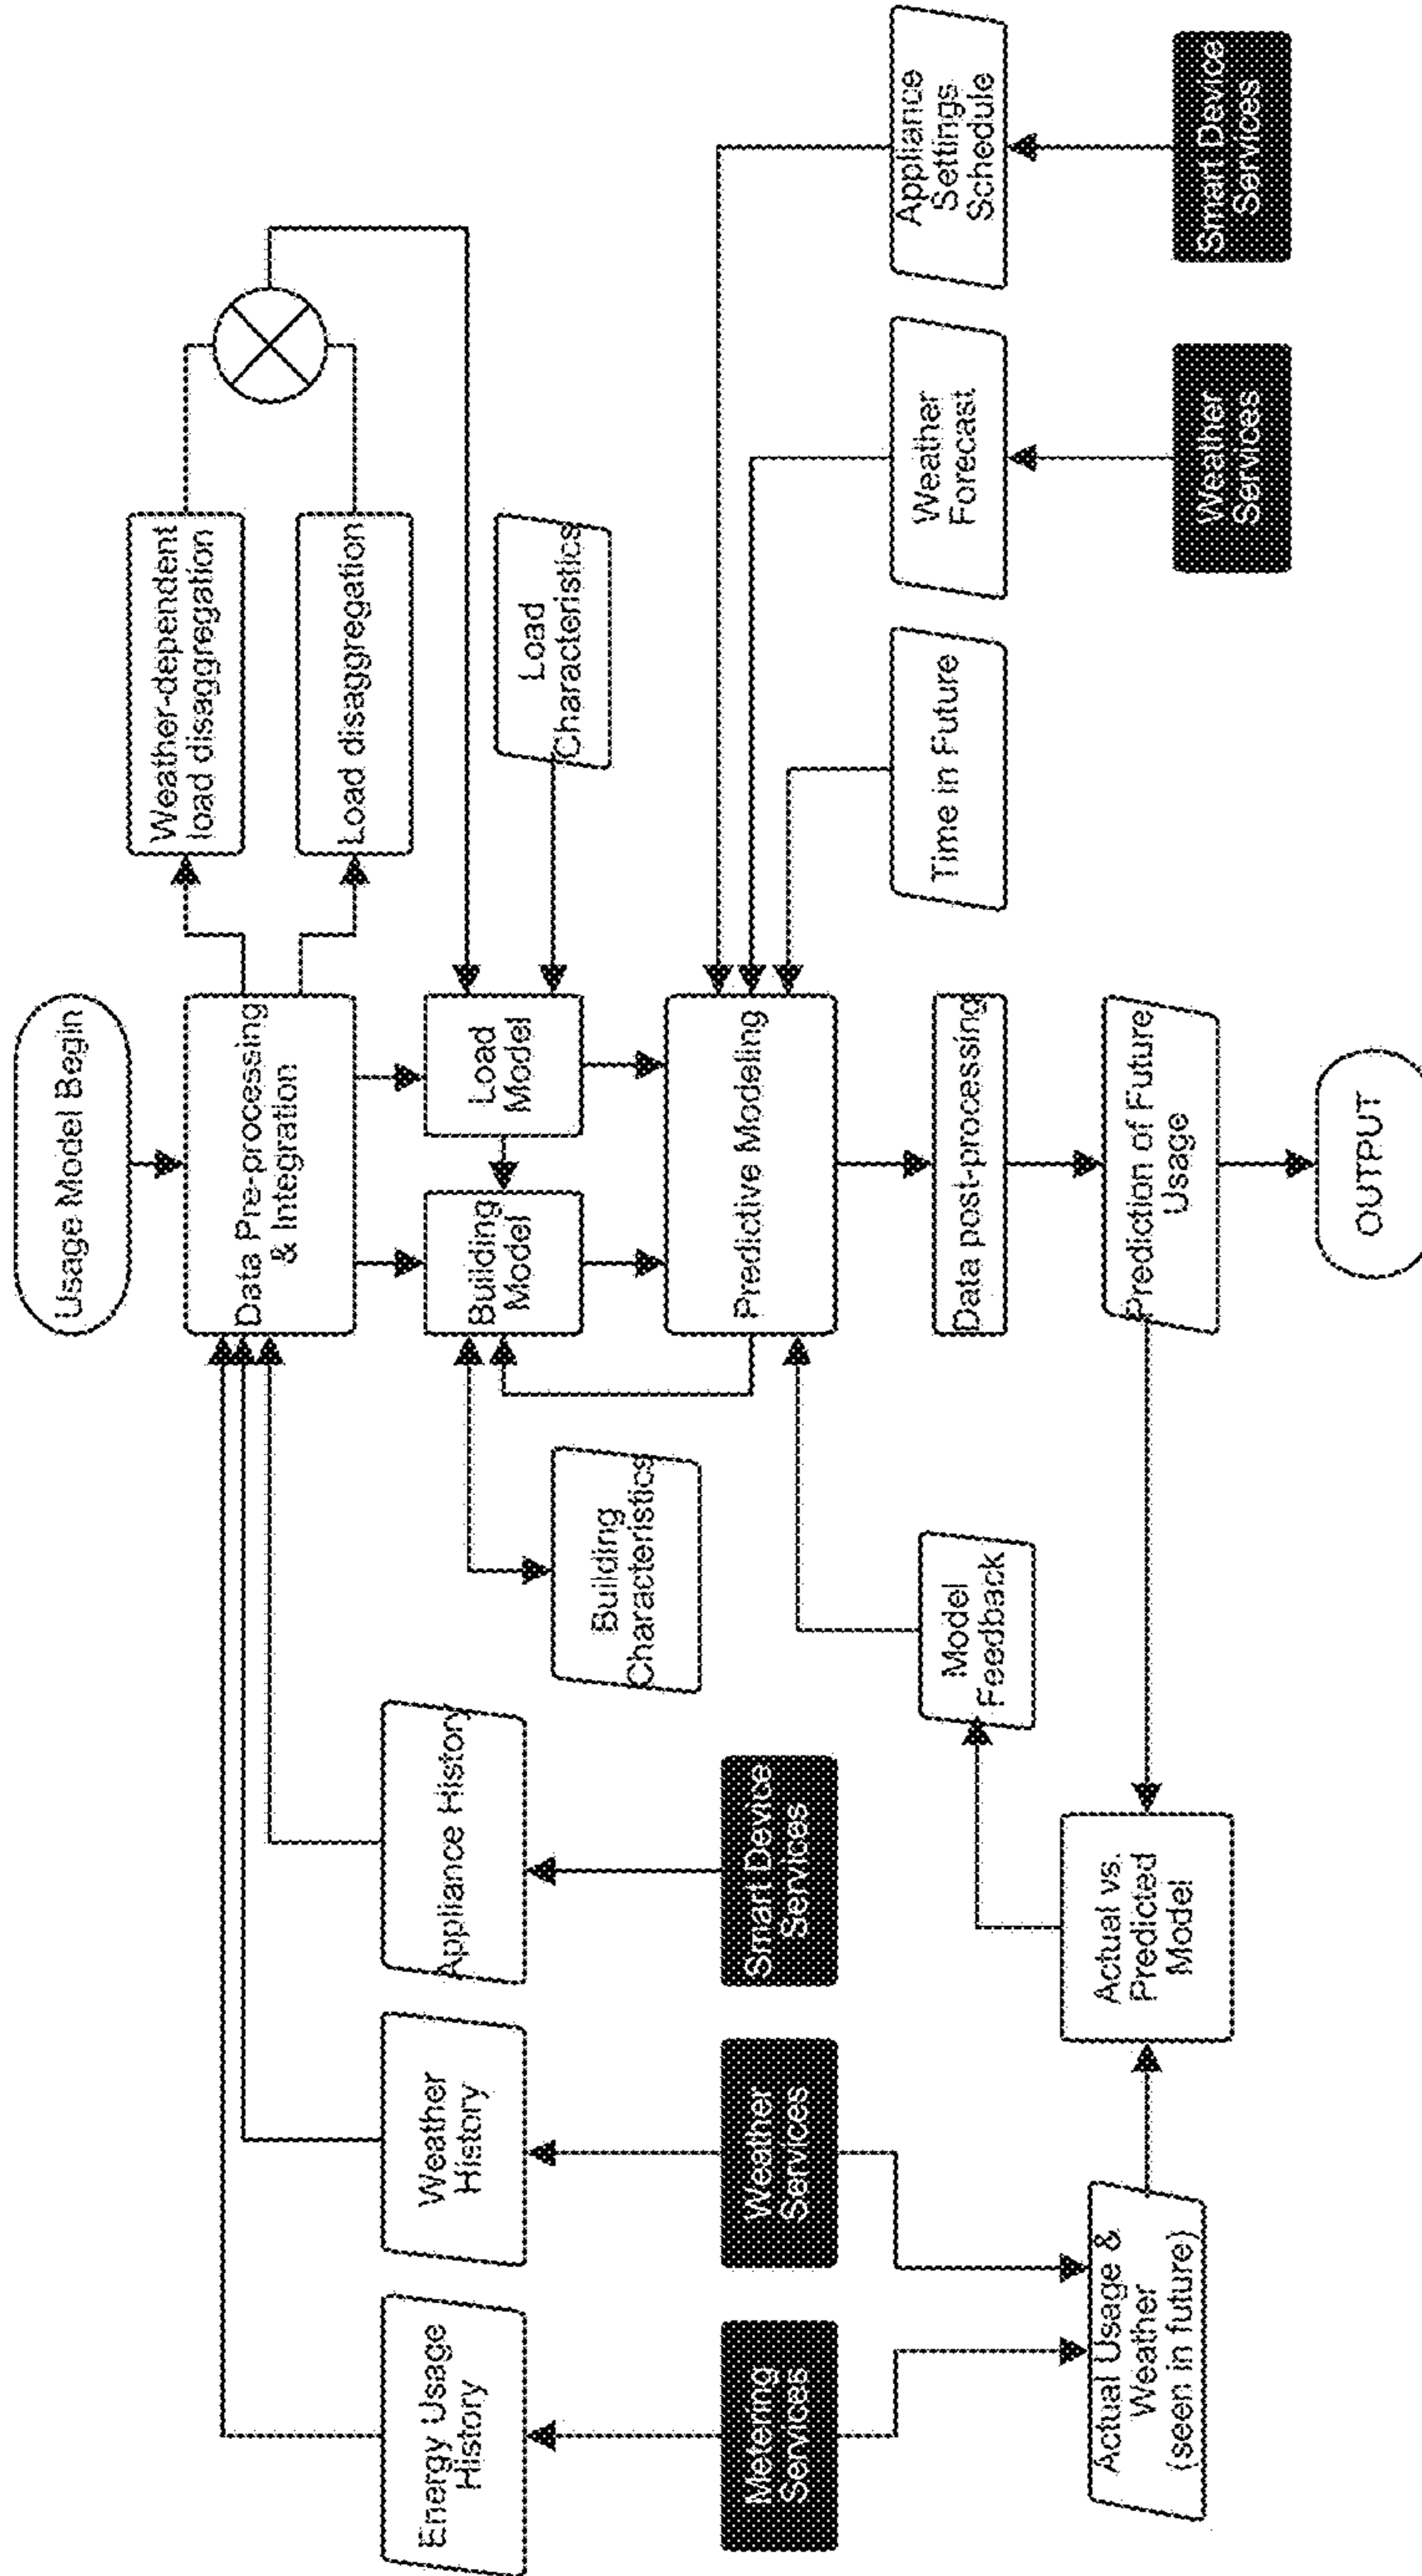 Usage Model Begin
Data Pre-processing
& Integration
Weather-dependent
load disaggregation
Load disaggregation
Energy Usage
History
Weather
History
Appliance History
Building
Model
Load
Model
Load
Characteristics
Building
Characteristics
Metering
Services
Weather
Services
Smart Device
Services
Predictive Modeling
Time in Future
Weather
Forecast
Appliance
Settings
Schedule
Model
Feedback
Data post-processing
Weather
Services
Smart Device
Services
Actual Usage &
Weather
(seen in future)
Actual vs.
Predicted
Model
Prediction of Future
Usage
OUTPUT